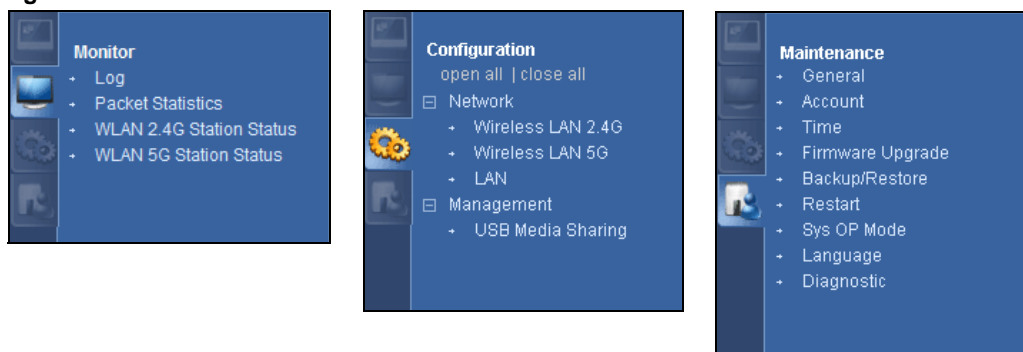 Monitor
Log
Packet Statistics
WLAN 2.4G Station Status
WLAN 5G Station Status
Configuration
open all | close all
Network
Wireless LAN 2.4G
Wireless LAN 5G
LAN
Management
USB Media Sharing
Maintenance
General
Account
Time
Firmware Upgrade
Backup/Restore
Restart
Sys OP Mode
Language
Diagnostic